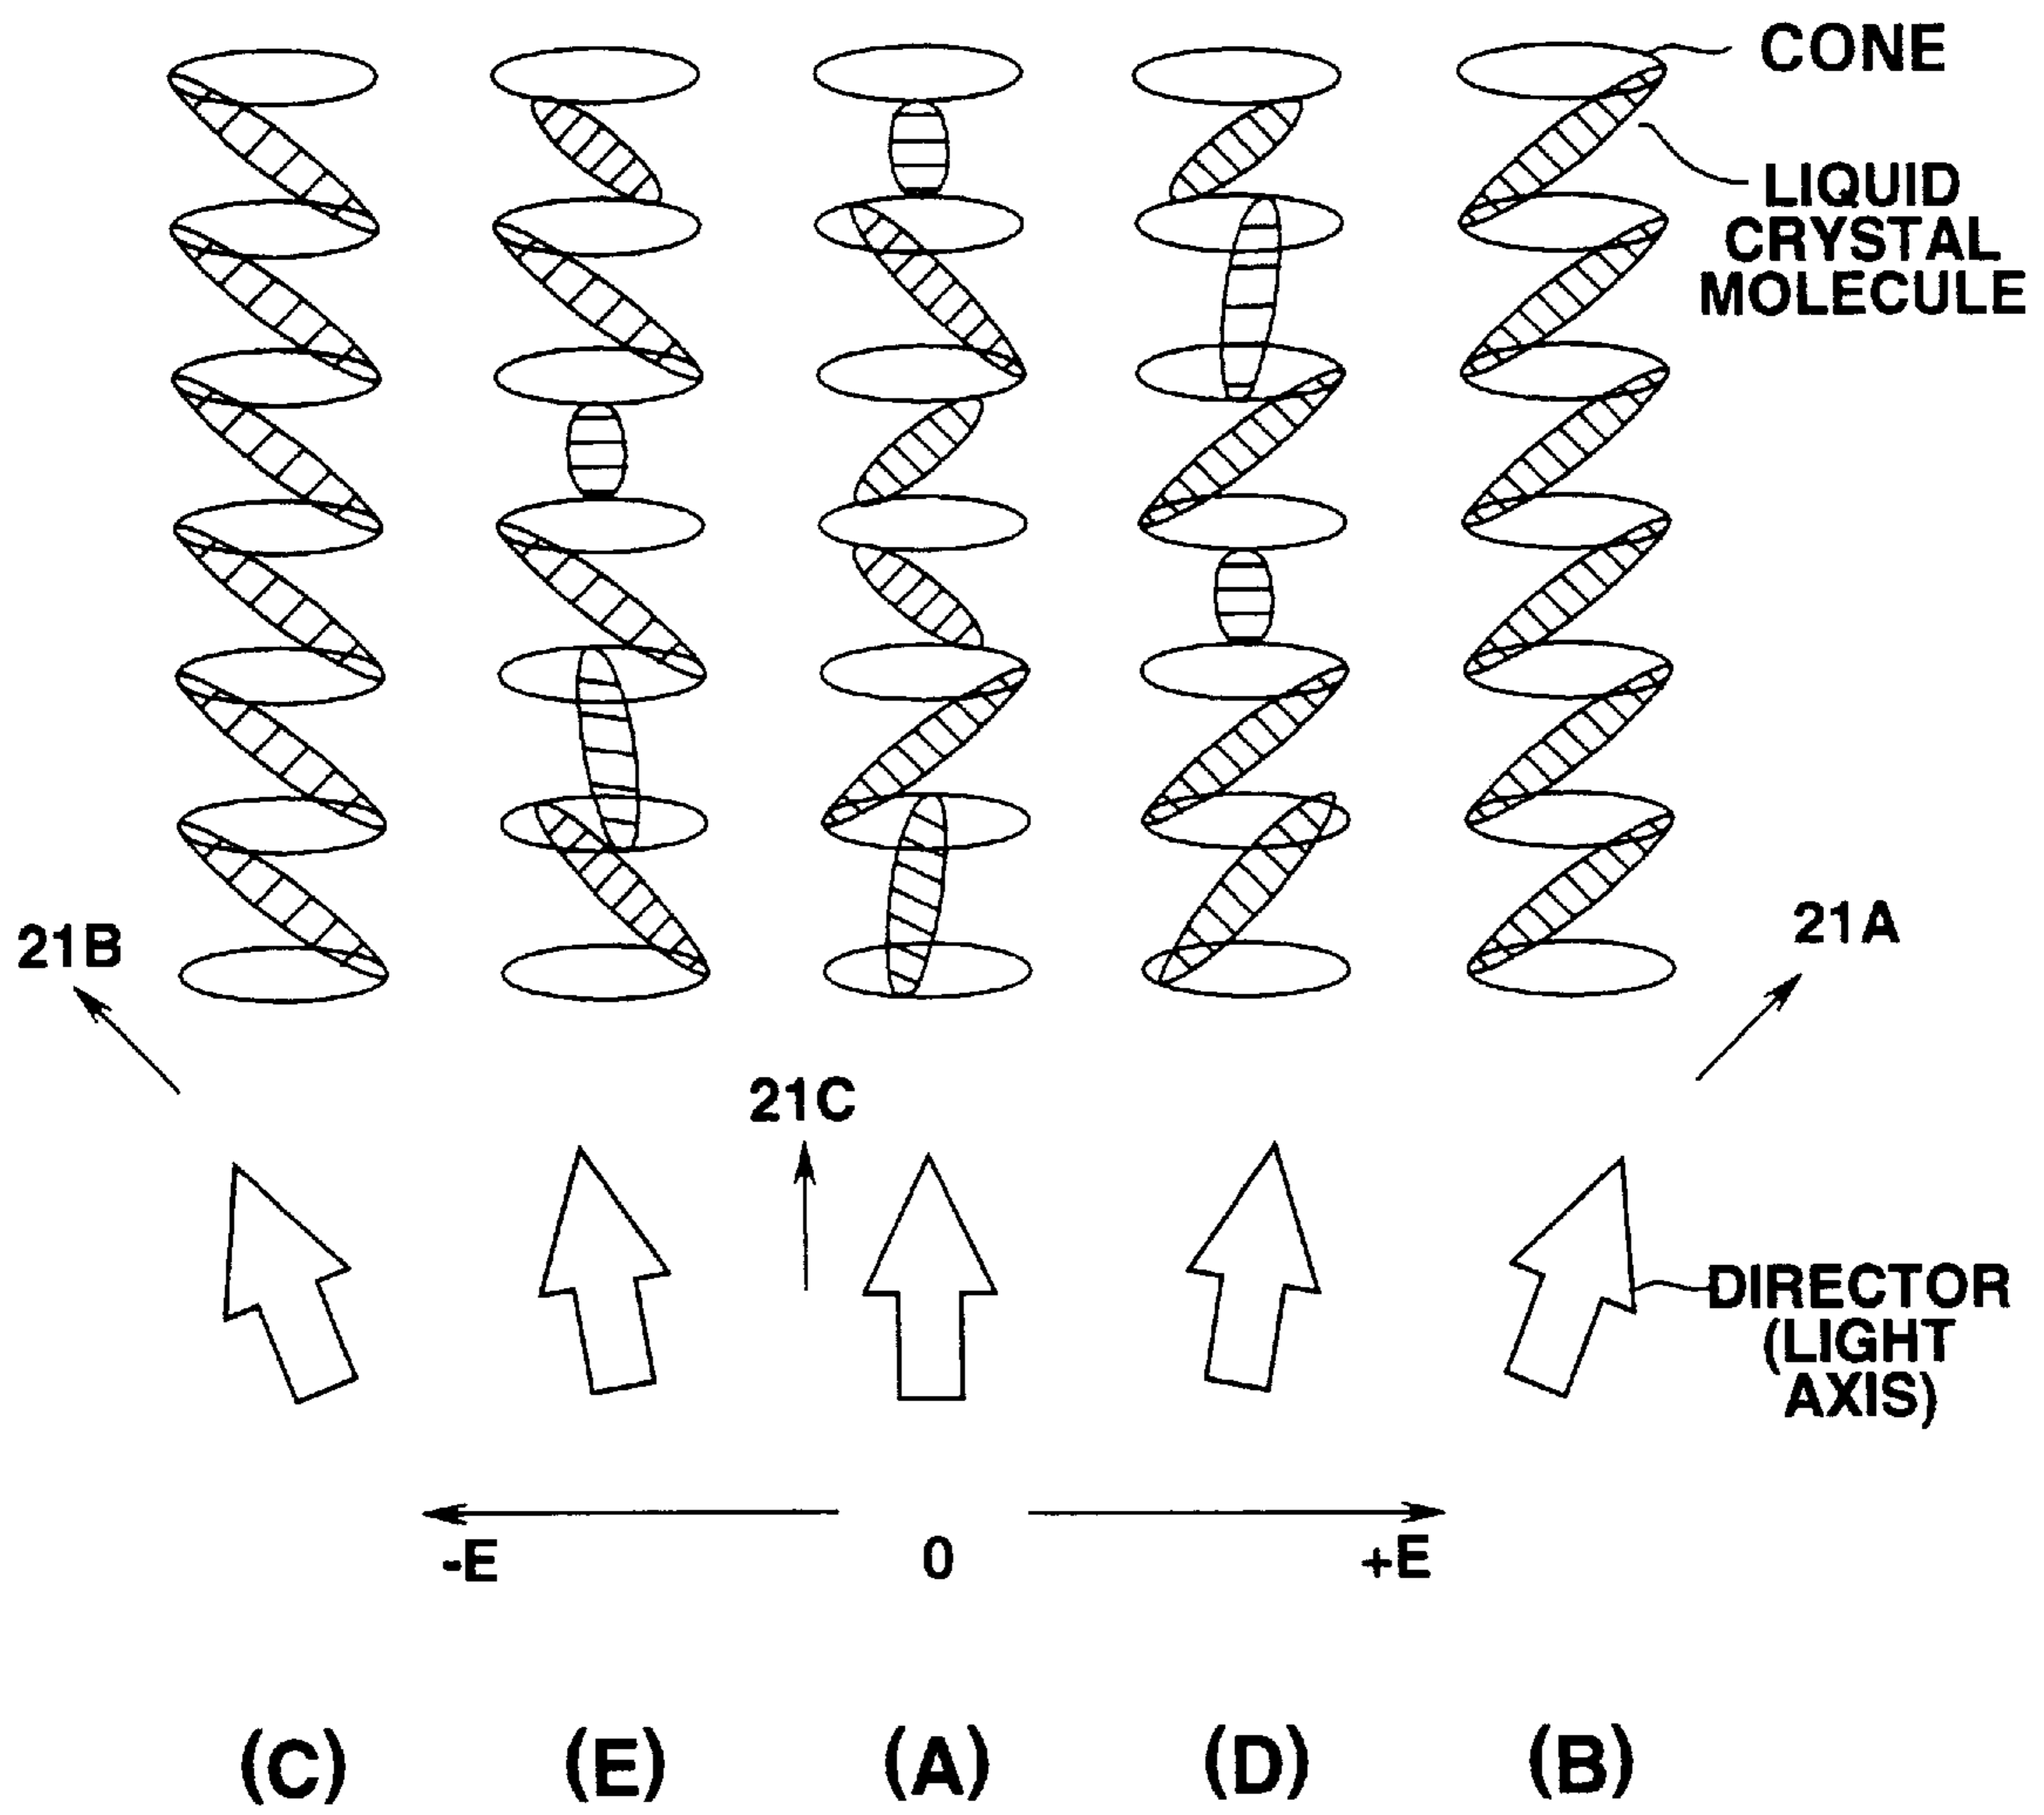 CONE
LIQUID
CRYSTAL
MOLECULE
21B
21A
21C
DIRECTOR
(LIGHT
AXIS)
-E
0
+E
(C)
(E)
(A)
(D)
(B)